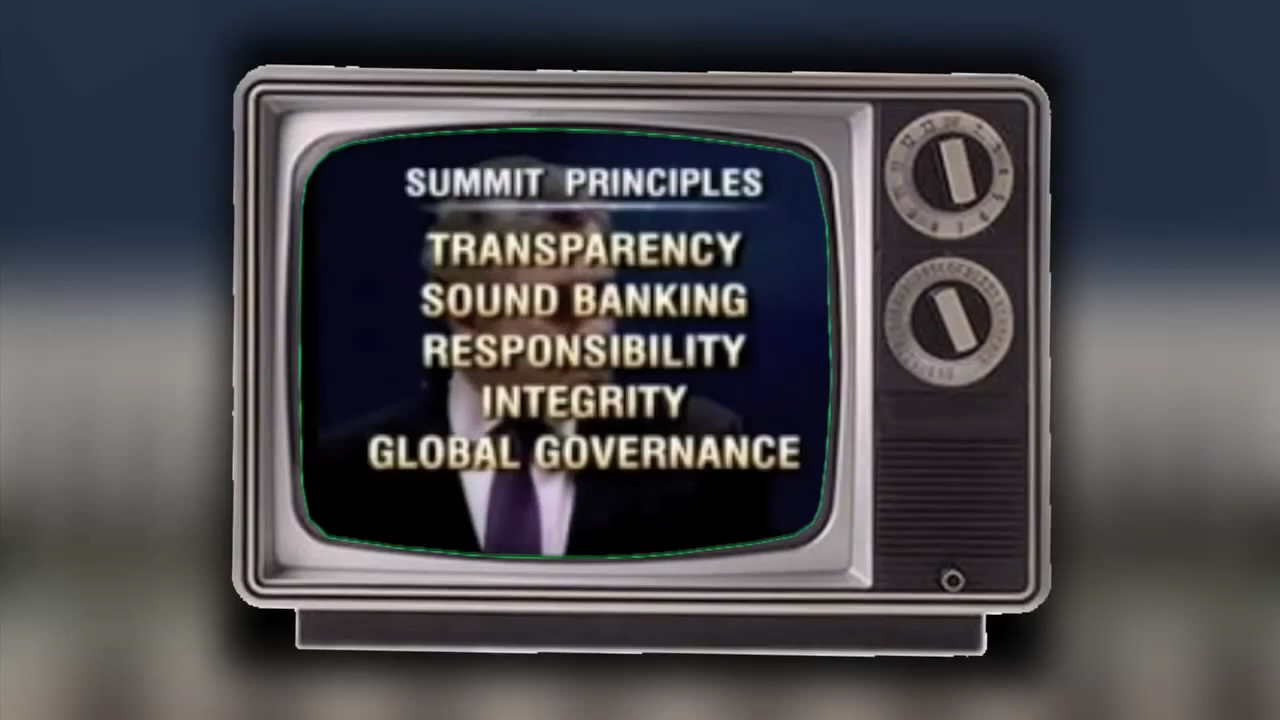 SUMMIT PRINCIPLES
TRANSPARENCY
SOUND BANKING
RESPONSIBILITY
INTEGRITY
GLOBAL GOVERNANCE